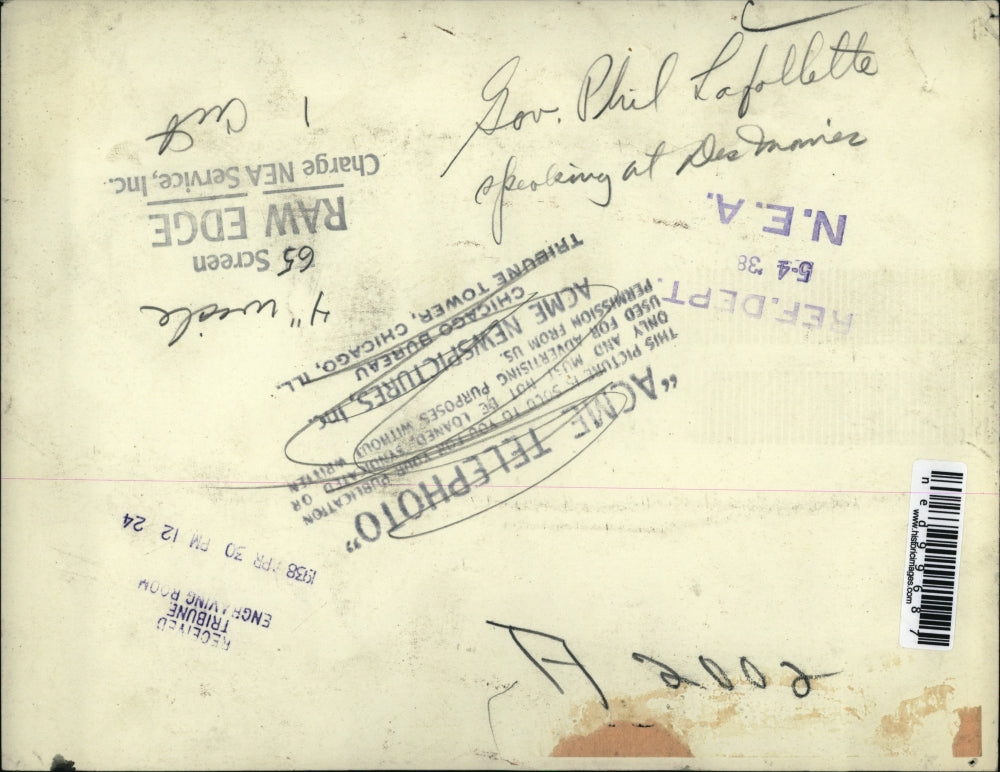 Gov. Phil Lafollette
speaking at Des Moines
N.E.A.
5-4 '38
REF. DEPT.
1 Cut
Charge NEA Service, Inc.
RAW EDGE
65 Screen
4" wide
"ACME TELEPHOTO"
THIS PICTURE IS SOLD TO YOU FOR YOUR PUBLICATION
ONLY AND MUST NOT BE LOANED, SYNDICATED OR
USED FOR ADVERTISING PURPOSES WITHOUT WRITTEN
PERMISSION FROM US.
ACME NEWSPICTURES, Inc.
CHICAGO BUREAU
TRIBUNE TOWER, CHICAGO, ILL.
RECEIVED
TRIBUNE
ENGRAVING ROOM
1938 APR 30 PM 12 24
www.historicimages.com
ned99687
A 2002